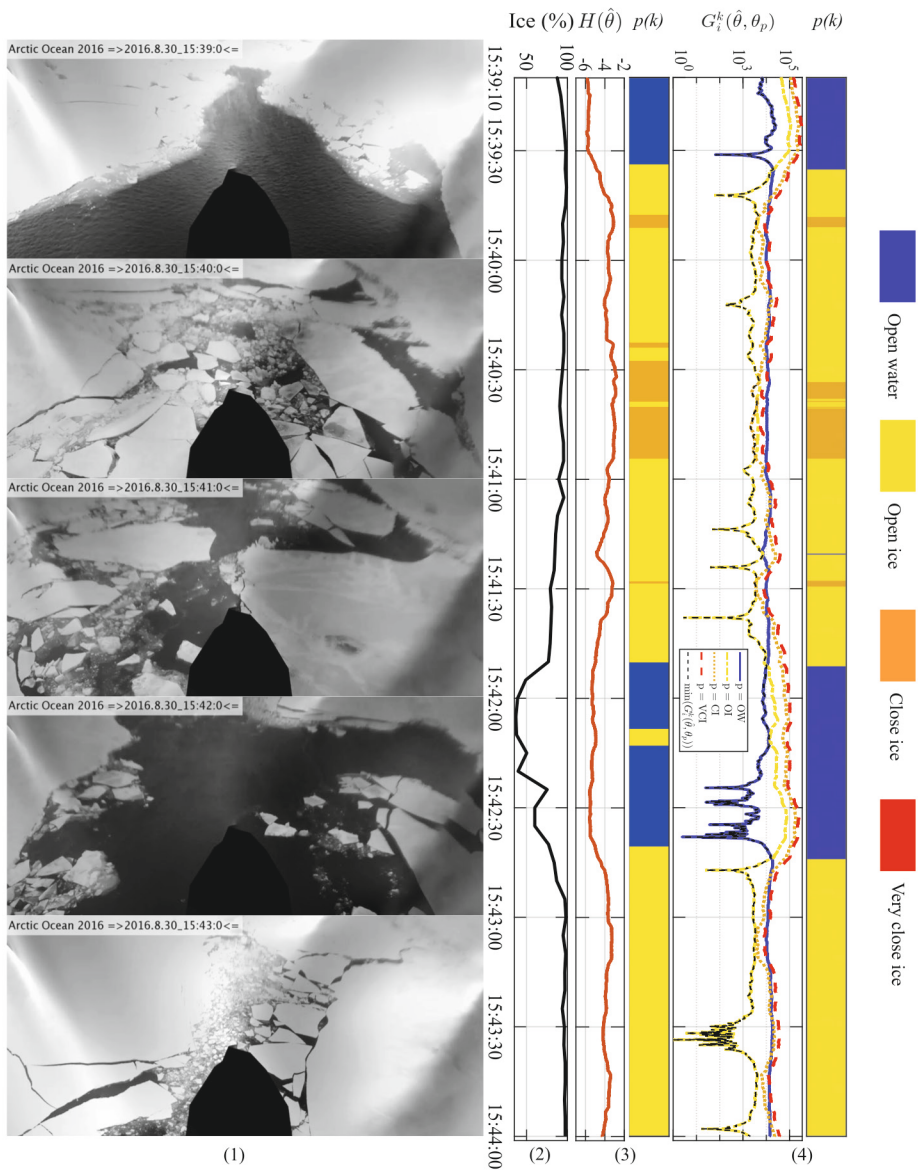 Ice (%)
H(θ̂)
p(k)
G_i^k(θ̂, θ_p)
p(k)
100
50
-2
-4
-6
10^5
10^3
10^0
Arctic Ocean 2016 =>2016.8.30_15:39:0<=
Arctic Ocean 2016 =>2016.8.30_15:40:0<=
Arctic Ocean 2016 =>2016.8.30_15:41:0<=
Arctic Ocean 2016 =>2016.8.30_15:42:0<=
Arctic Ocean 2016 =>2016.8.30_15:43:0<=
15:39:10
15:39:30
15:40:00
15:40:30
15:41:00
15:41:30
15:42:00
15:42:30
15:43:00
15:43:30
15:44:00
p = OW
p = OI
p = CI
p = VCI
min(G_i^k(θ̂, θ_p))
Open water
Open ice
Close ice
Very close ice
(1)
(2)
(3)
(4)